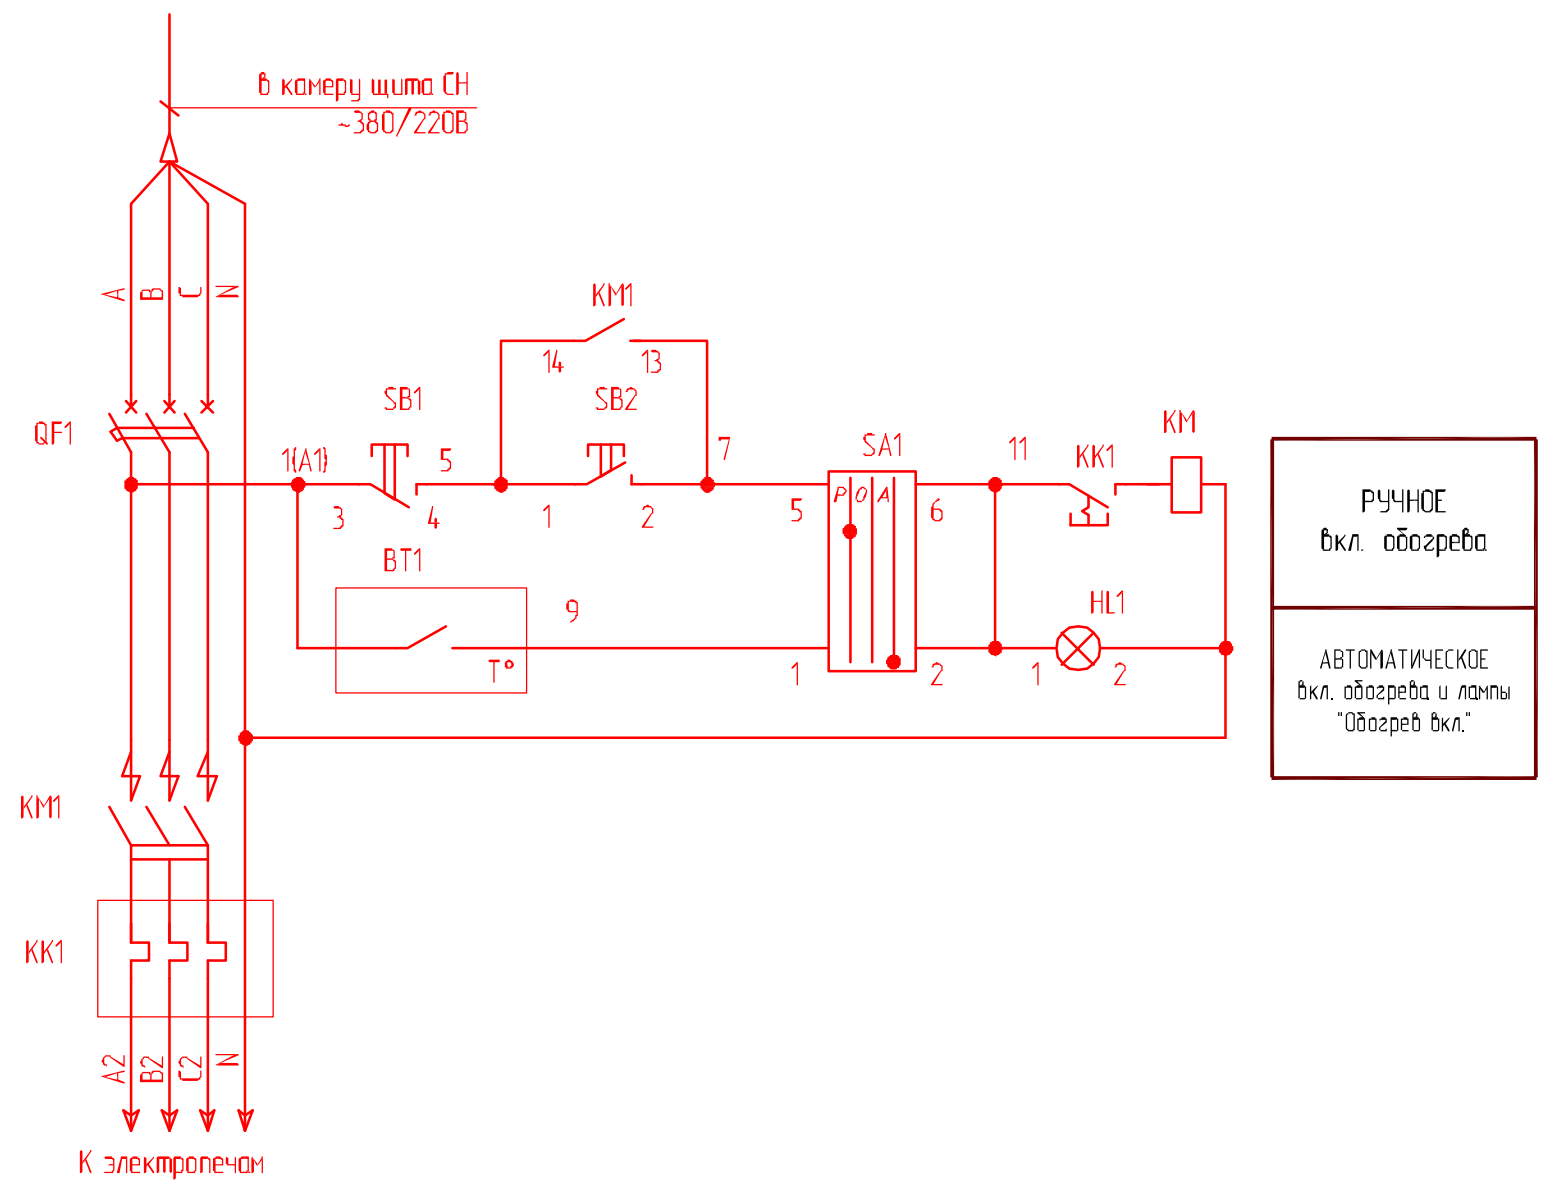 в камеру щита СН
~380/220В
A
B
C
N
KM1
14
13
SB1
SB2
QF1
1(A1)
5
7
SA1
11
KK1
KM
3
4
1
2
5
P O A
6
BT1
9
T°
HL1
1
2
1
2
РУЧНОЕ
вкл. обогрева
АВТОМАТИЧЕСКОЕ
вкл. обогрева и лампы
"Обогрев вкл."
KM1
KK1
A2
B2
C2
N
К электропечам